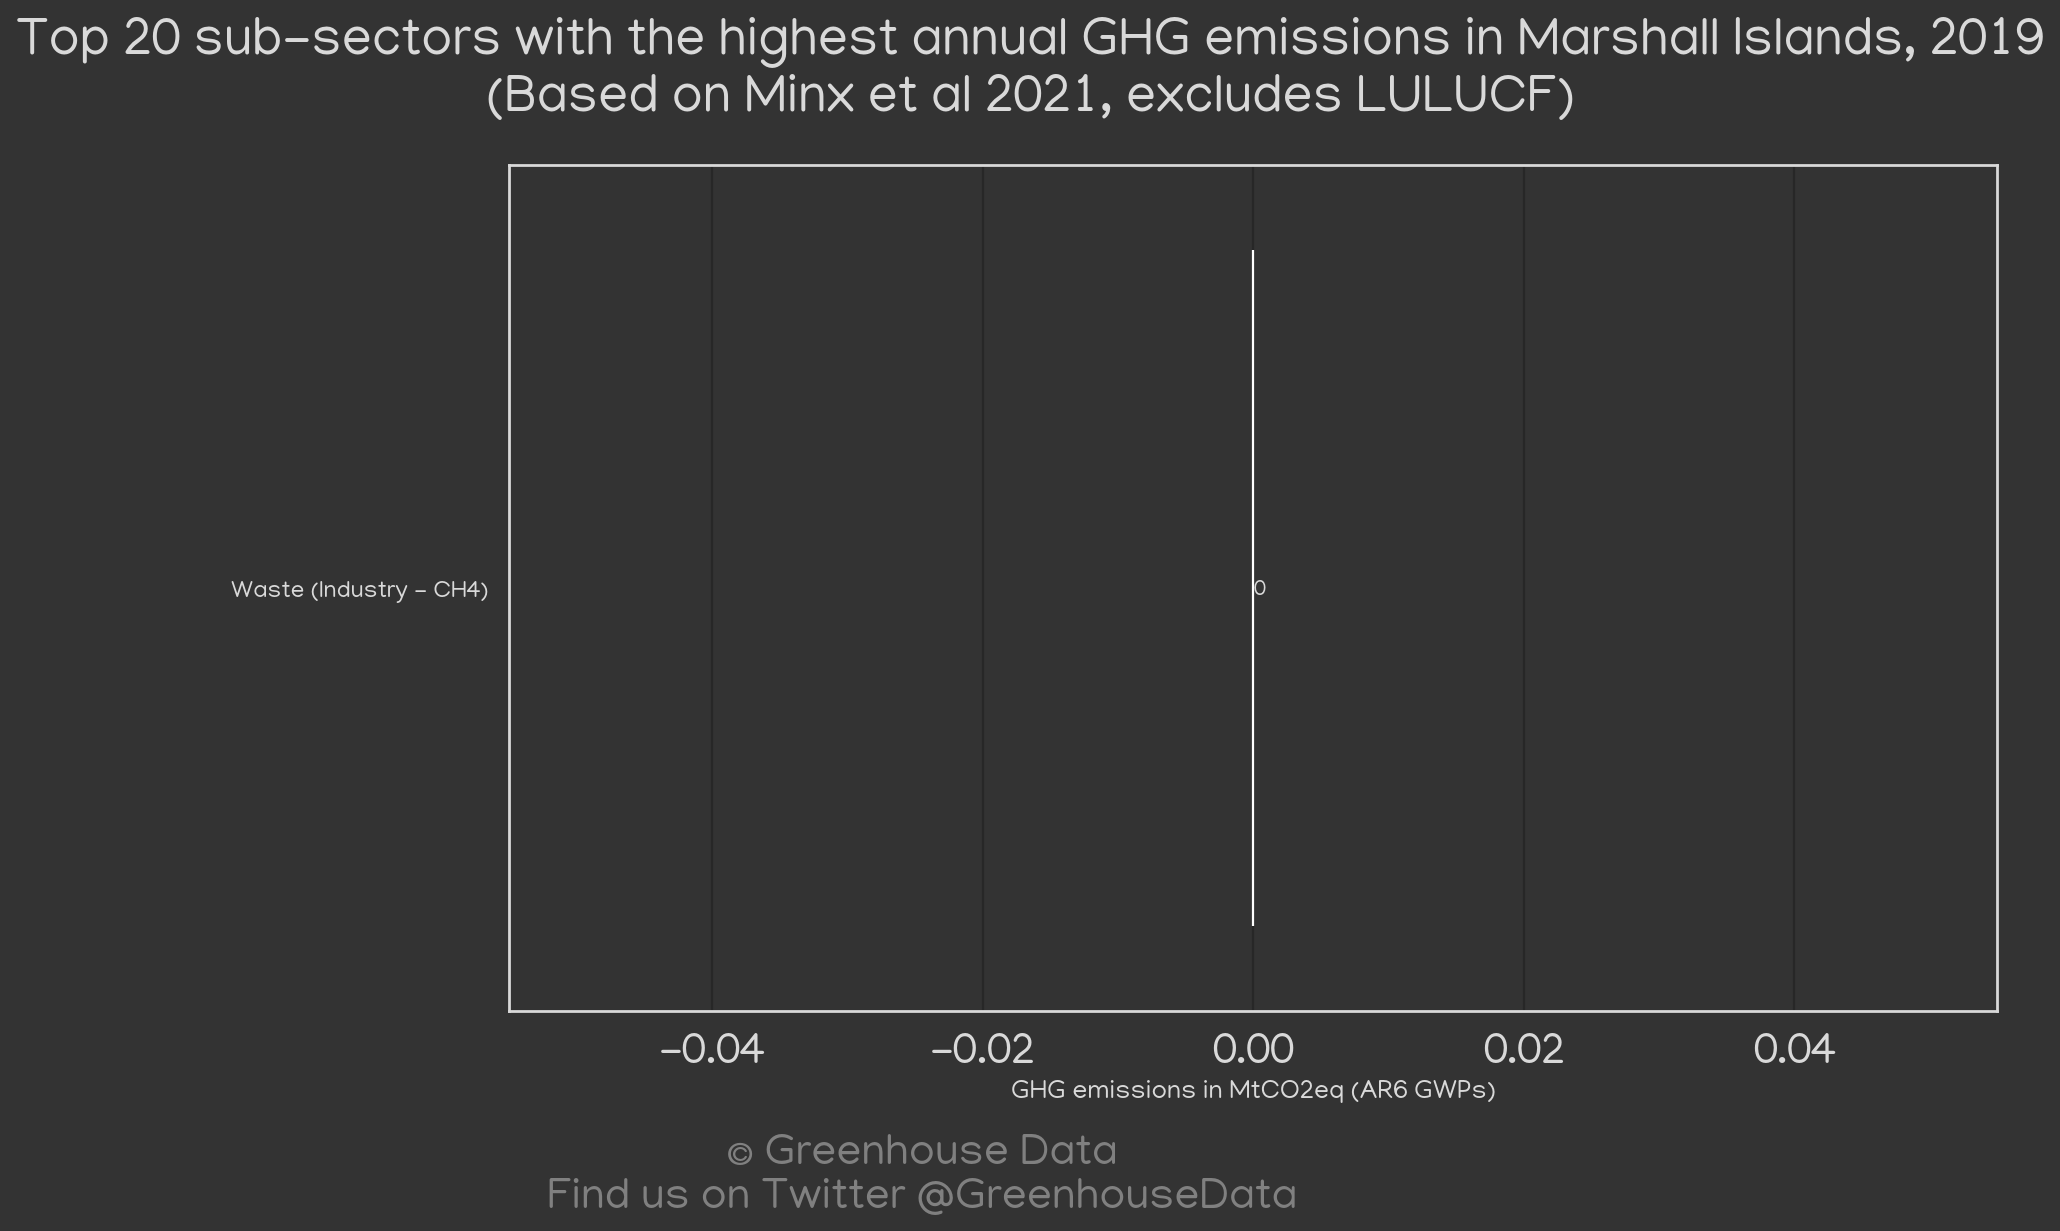 Top 20 sub-sectors with the highest annual GHG emissions in Marshall Islands, 2019
(Based on Minx et al 2021, excludes LULUCF)
Waste (Industry - CH4)
0
-0.04 -0.02 0.00 0.02 0.04
GHG emissions in MtCO2eq (AR6 GWPs)
© Greenhouse Data
Find us on Twitter @GreenhouseData